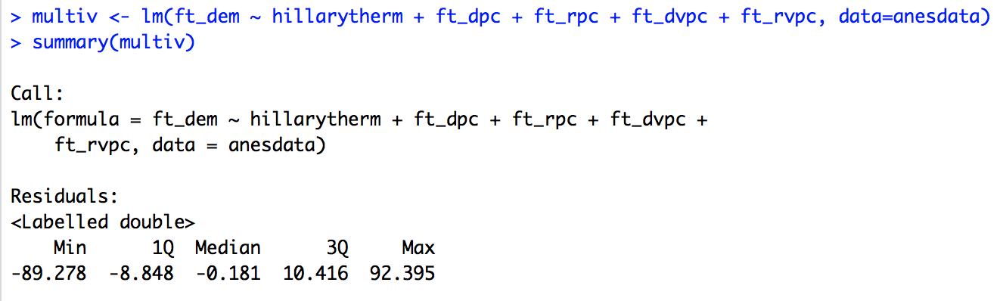 > multiv <- lm(ft_dem ~ hillarytherm + ft_dpc + ft_rpc + ft_dvpc + ft_rvpc, data=anesdata)
> summary(multiv)
Call:
lm(formula = ft_dem ~ hillarytherm + ft_dpc + ft_rpc + ft_dvpc +
    ft_rvpc, data = anesdata)
Residuals:
<Labelled double>
    Min      1Q  Median      3Q     Max
-89.278  -8.848  -0.181  10.416  92.395